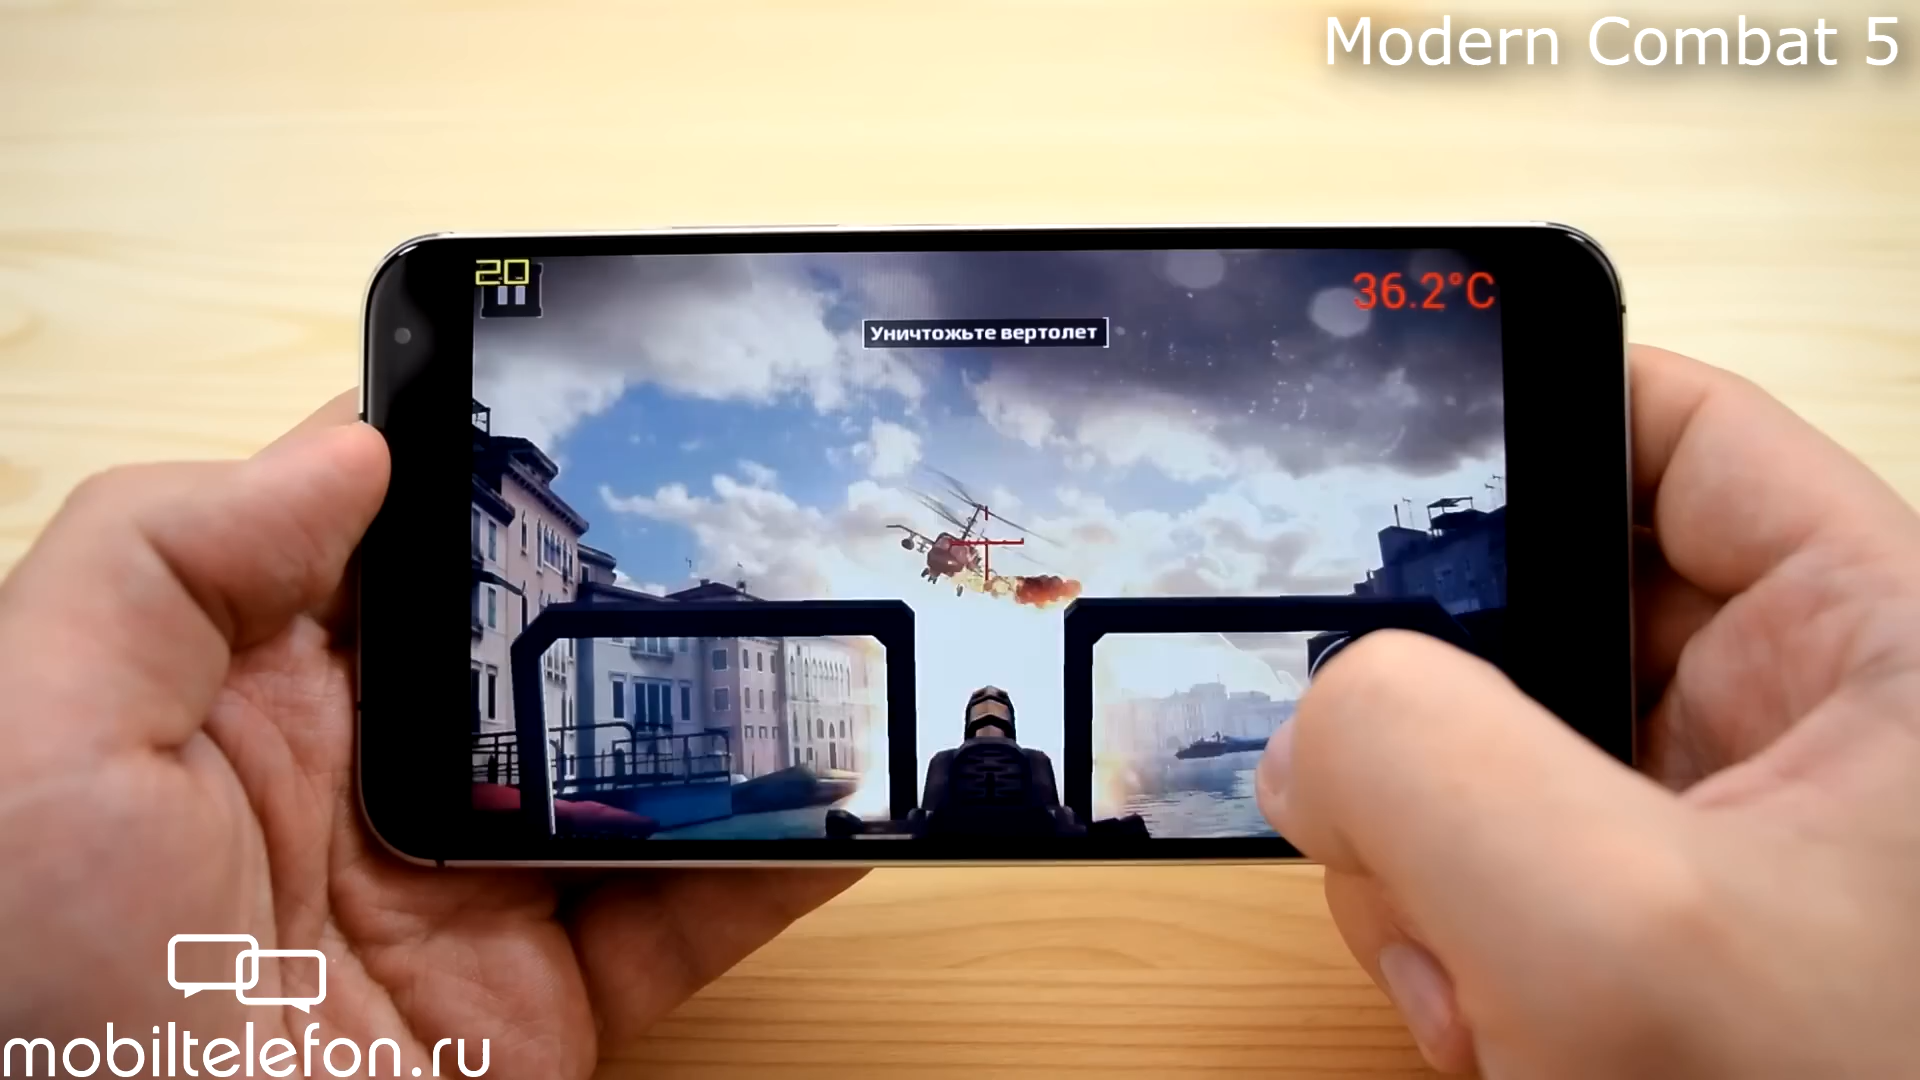 Modern Combat 5
20
36.2°C
Уничтожьте вертолет
mobiltelefon.ru